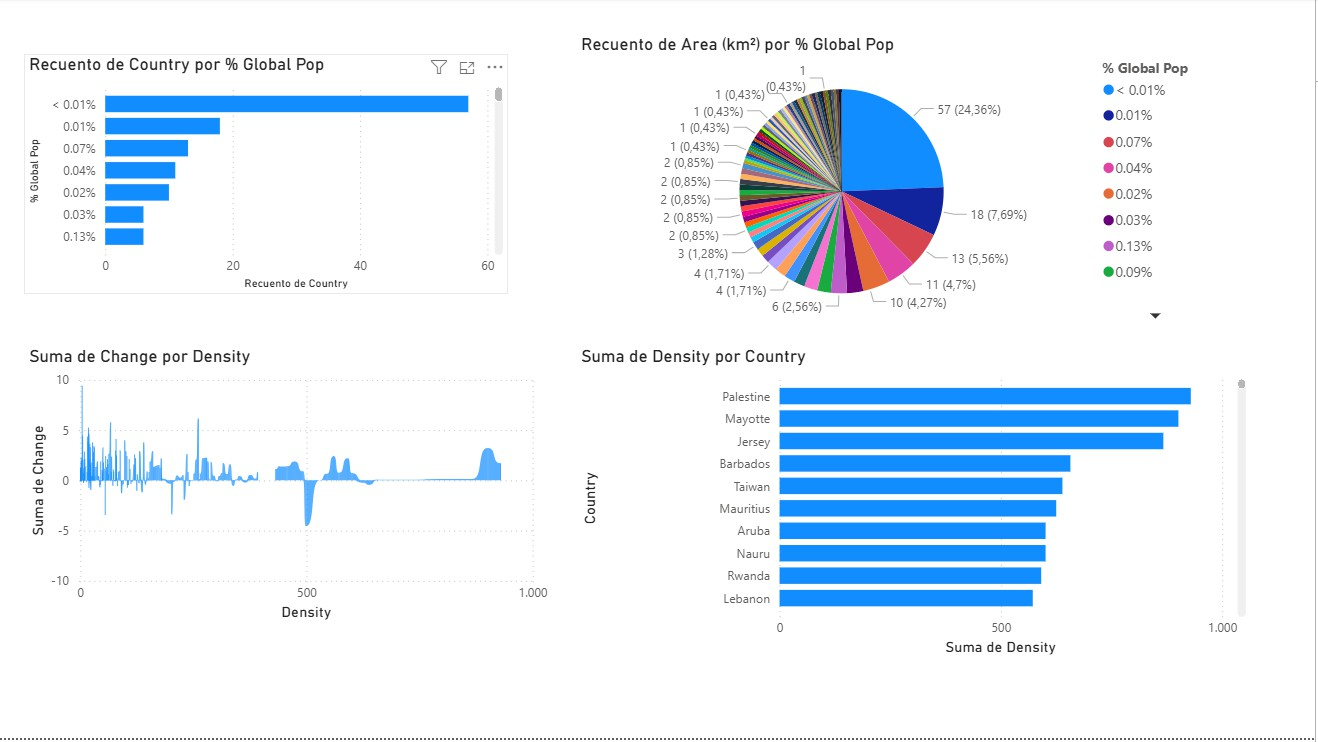 Recuento de Country por % Global Pop
% Global Pop
< 0.01%
0.01%
0.07%
0.04%
0.02%
0.03%
0.13%
0 20 40 60
Recuento de Country
Recuento de Area (km²) por % Global Pop
57 (24,36%)
18 (7,69%)
13 (5,56%)
11 (4,7%)
10 (4,27%)
6 (2,56%)
4 (1,71%)
4 (1,71%)
3 (1,28%)
2 (0,85%)
2 (0,85%)
2 (0,85%)
2 (0,85%)
2 (0,85%)
1 (0,43%)
1 (0,43%)
1 (0,43%)
1 (0,43%)
1
(0,43%)
% Global Pop
< 0.01%
0.01%
0.07%
0.04%
0.02%
0.03%
0.13%
0.09%
Suma de Change por Density
Suma de Change
10
5
0
-5
-10
0 500 1.000
Density
Suma de Density por Country
Country
Palestine
Mayotte
Jersey
Barbados
Taiwan
Mauritius
Aruba
Nauru
Rwanda
Lebanon
0 500 1.000
Suma de Density